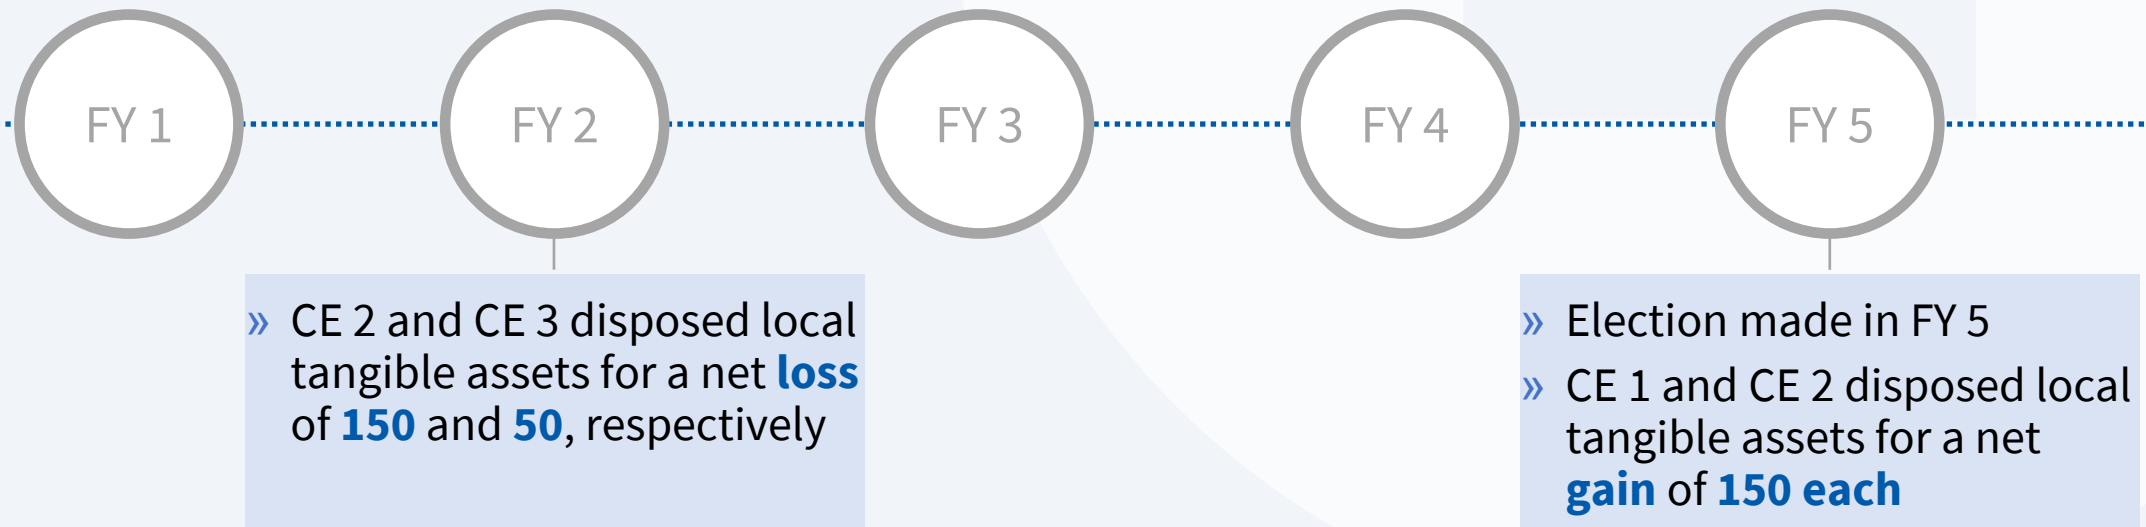 FY 1
FY 2
FY 3
FY 4
FY 5
» CE 2 and CE 3 disposed local
tangible assets for a net loss
of 150 and 50, respectively
» Election made in FY 5
» CE 1 and CE 2 disposed local
tangible assets for a net
gain of 150 each